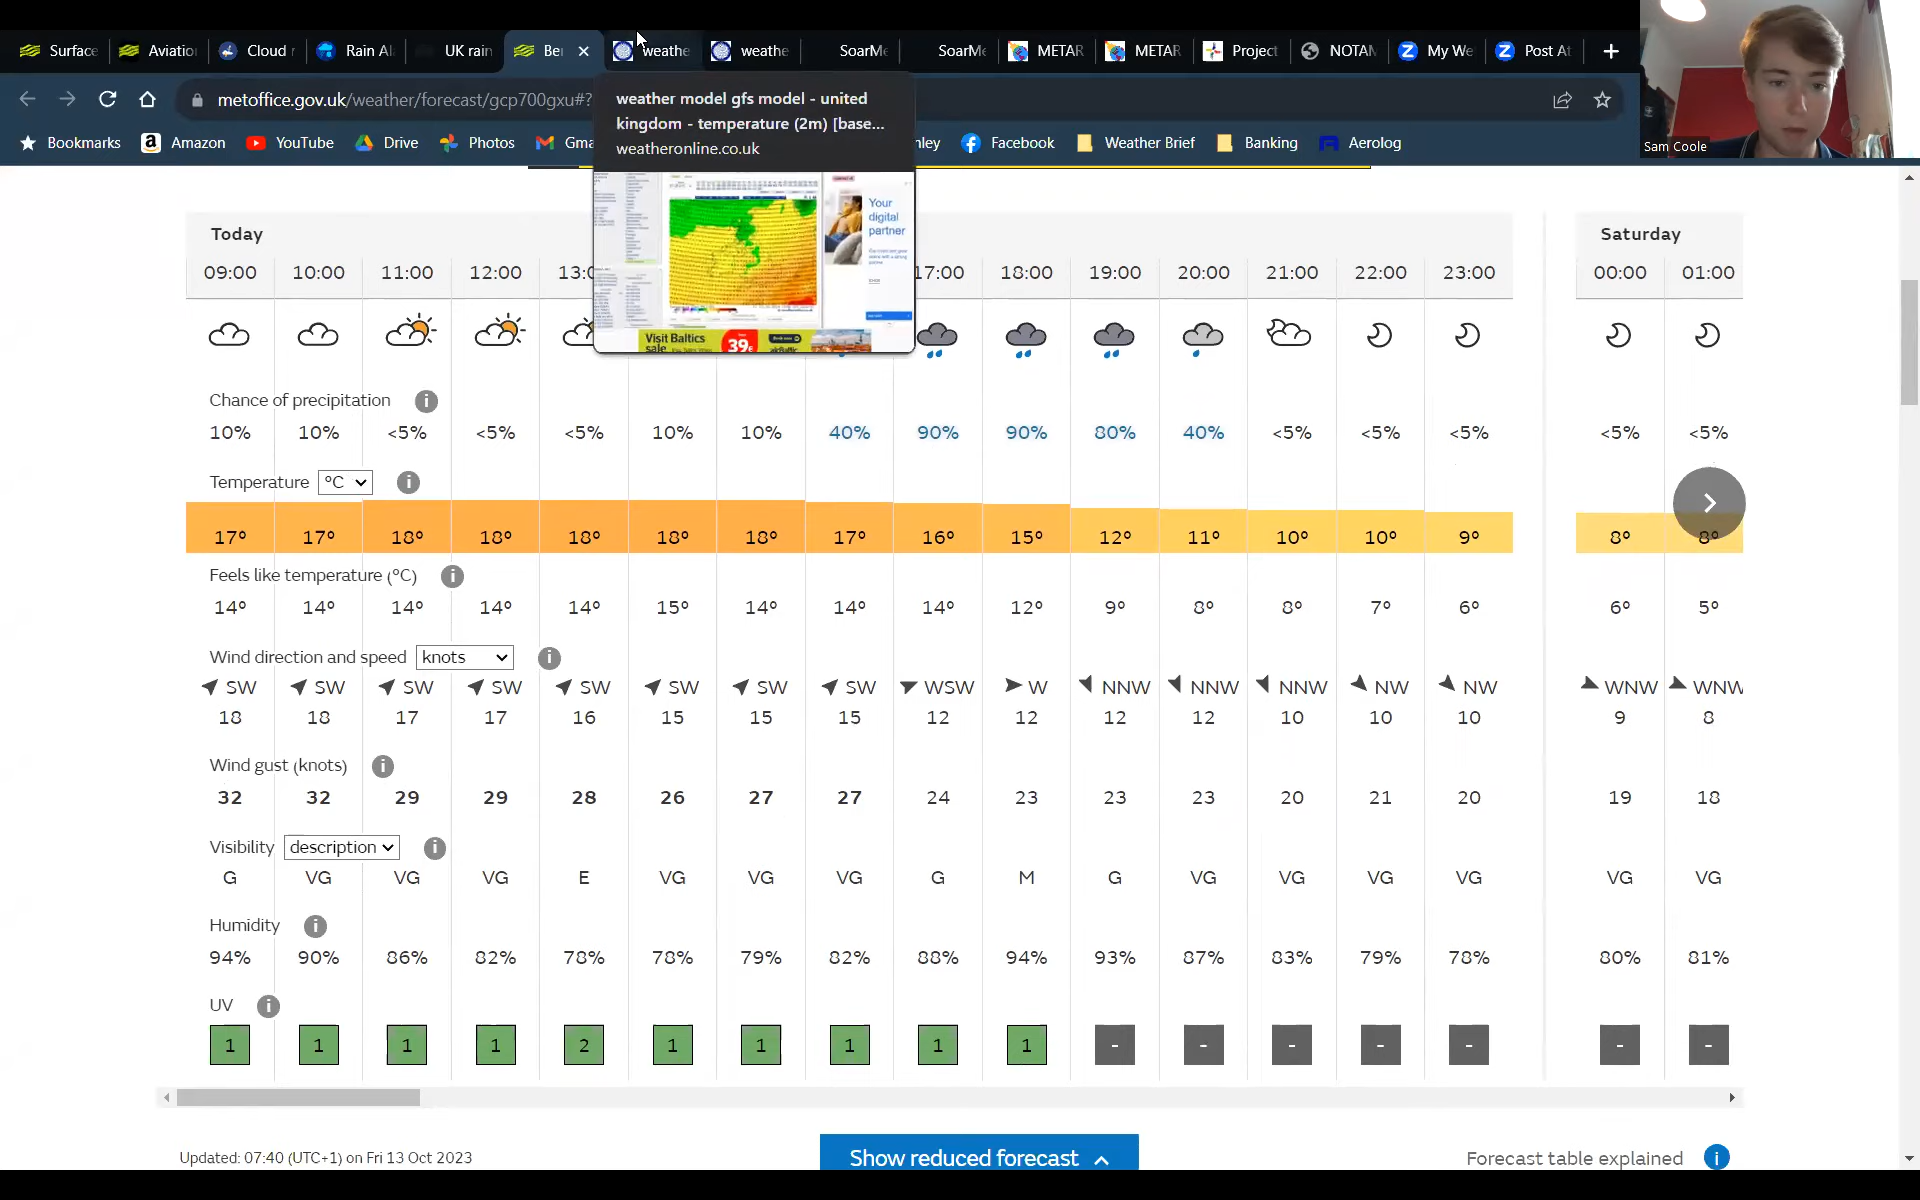 Surface
Aviatio
Cloud r
Rain Al
UK rain
Be
weathe
weathe
SoarMe
SoarMe
METAR
METAR
Project
NOTAM
My We
Post At
metoffice.gov.uk/weather/forecast/gcp700gxu#?
Sam Coole
Bookmarks
Amazon
YouTube
Drive
Photos
Gma
nley
Facebook
Weather Brief
Banking
Aerolog
weather model gfs model - united
kingdom - temperature (2m) [base...
weatheronline.co.uk
Your
digital
partner
Visit Baltics
sale
39€
Today
Saturday
09:00 10:00 11:00 12:00 13:0 17:00 18:00 19:00 20:00 21:00 22:00 23:00 00:00 01:00
Chance of precipitation i
10% 10% <5% <5% <5% 10% 10% 40% 90% 90% 80% 40% <5% <5% <5% <5% <5%
Temperature °C i
17° 17° 18° 18° 18° 18° 18° 17° 16° 15° 12° 11° 10° 10° 9° 8° 8°
Feels like temperature (°C) i
14° 14° 14° 14° 14° 15° 14° 14° 14° 12° 9° 8° 8° 7° 6° 6° 5°
Wind direction and speed knots i
SW SW SW SW SW SW SW SW WSW W NNW NNW NNW NW NW WNW WNW
18 18 17 17 16 15 15 15 12 12 12 12 10 10 10 9 8
Wind gust (knots) i
32 32 29 29 28 26 27 27 24 23 23 23 20 21 20 19 18
Visibility description i
G VG VG VG E VG VG VG G M G VG VG VG VG VG VG
Humidity i
94% 90% 86% 82% 78% 78% 79% 82% 88% 94% 93% 87% 83% 79% 78% 80% 81%
UV i
1 1 1 1 2 1 1 1 1 1 - - - - - - -
Updated: 07:40 (UTC+1) on Fri 13 Oct 2023
Show reduced forecast
Forecast table explained i